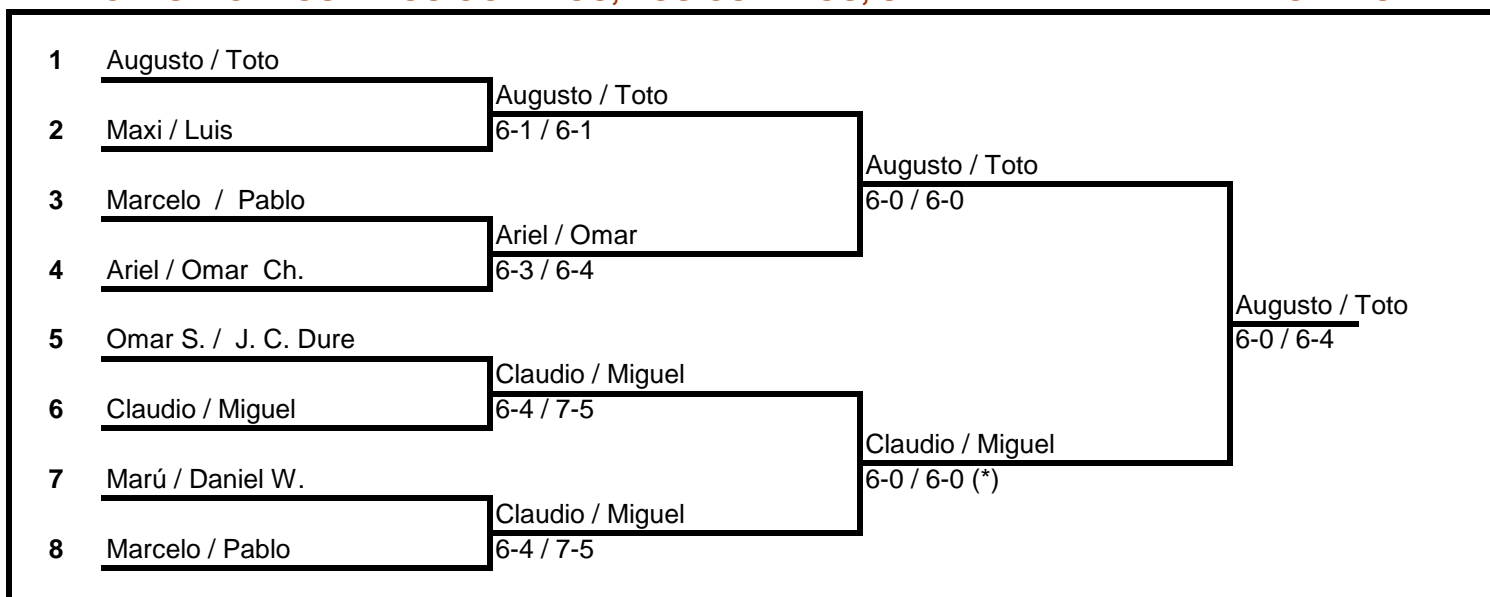 1 Augusto / Toto
Augusto / Toto
2 Maxi / Luis 6-1 / 6-1
Augusto / Toto
3 Marcelo / Pablo 6-0 / 6-0
Ariel / Omar
4 Ariel / Omar Ch. 6-3 / 6-4
Augusto / Toto
5 Omar S. / J. C. Dure 6-0 / 6-4
Claudio / Miguel
6 Claudio / Miguel 6-4 / 7-5
Claudio / Miguel
7 Marú / Daniel W. 6-0 / 6-0 (*)
Claudio / Miguel
8 Marcelo / Pablo 6-4 / 7-5